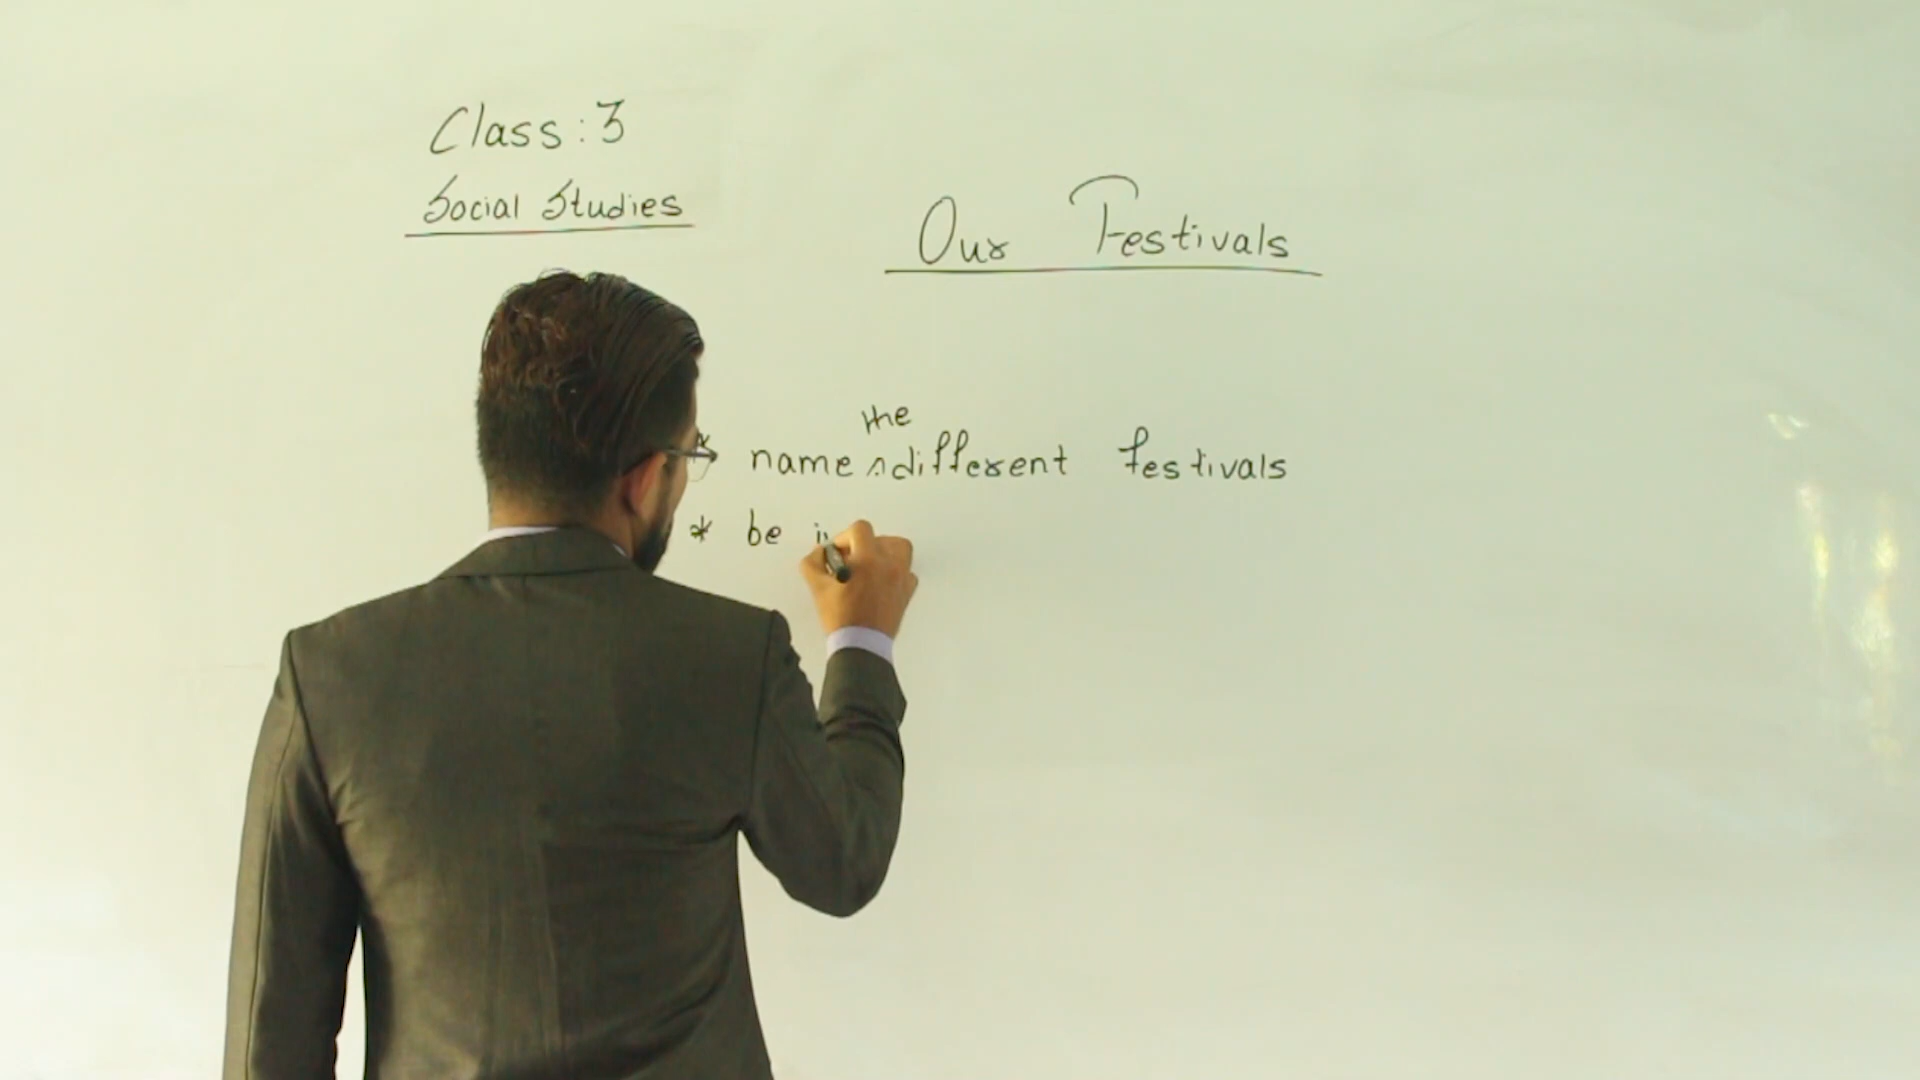 Class: 3
Social Studies
Our Festivals
* name the different festivals
* be